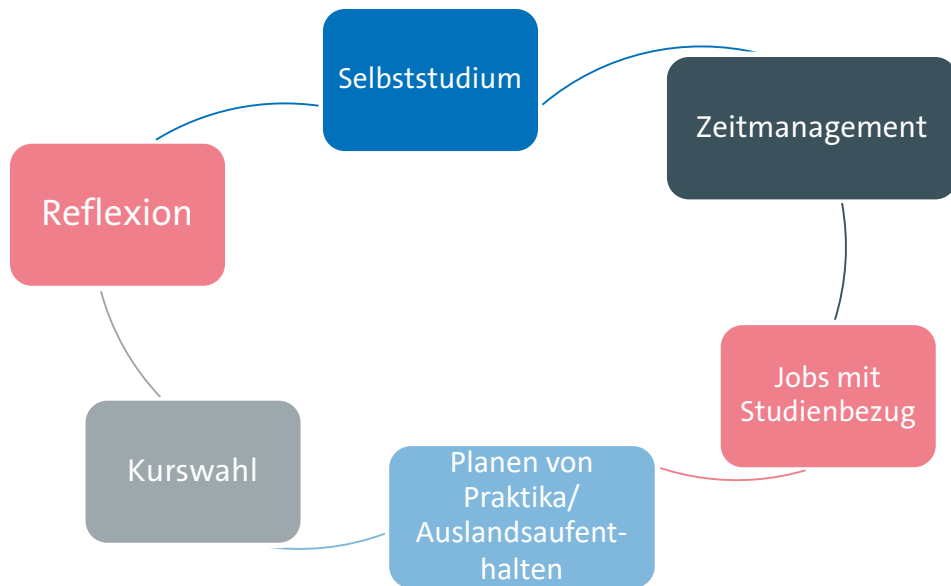 Selbststudium
Zeitmanagement
Jobs mit
Studienbezug
Planen von
Praktika/
Auslandsaufent-
halten
Kurswahl
Reflexion